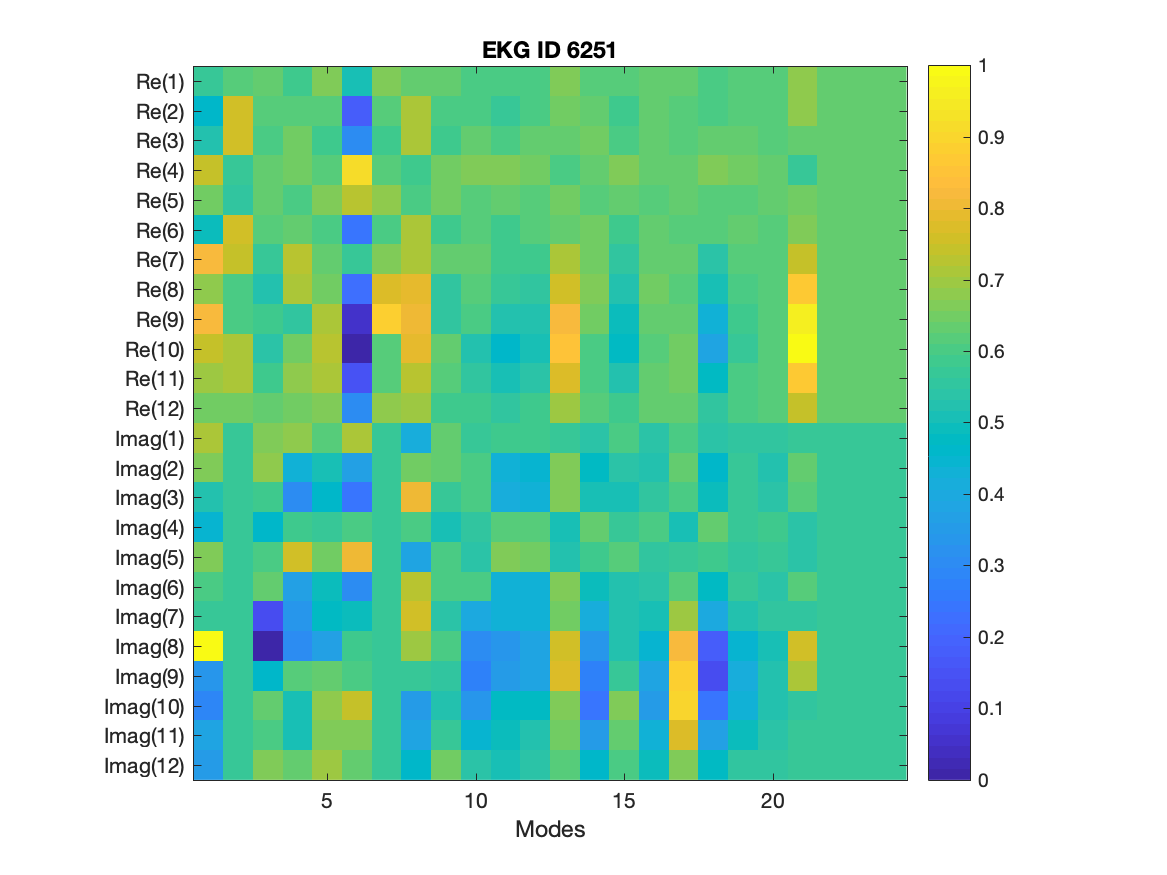 EKG ID 6251
Re(1)
Re(2)
Re(3)
Re(4)
Re(5)
Re(6)
Re(7)
Re(8)
Re(9)
Re(10)
Re(11)
Re(12)
Imag(1)
Imag(2)
Imag(3)
Imag(4)
Imag(5)
Imag(6)
Imag(7)
Imag(8)
Imag(9)
Imag(10)
Imag(11)
Imag(12)
5 10 15 20
Modes
1
0.9
0.8
0.7
0.6
0.5
0.4
0.3
0.2
0.1
0